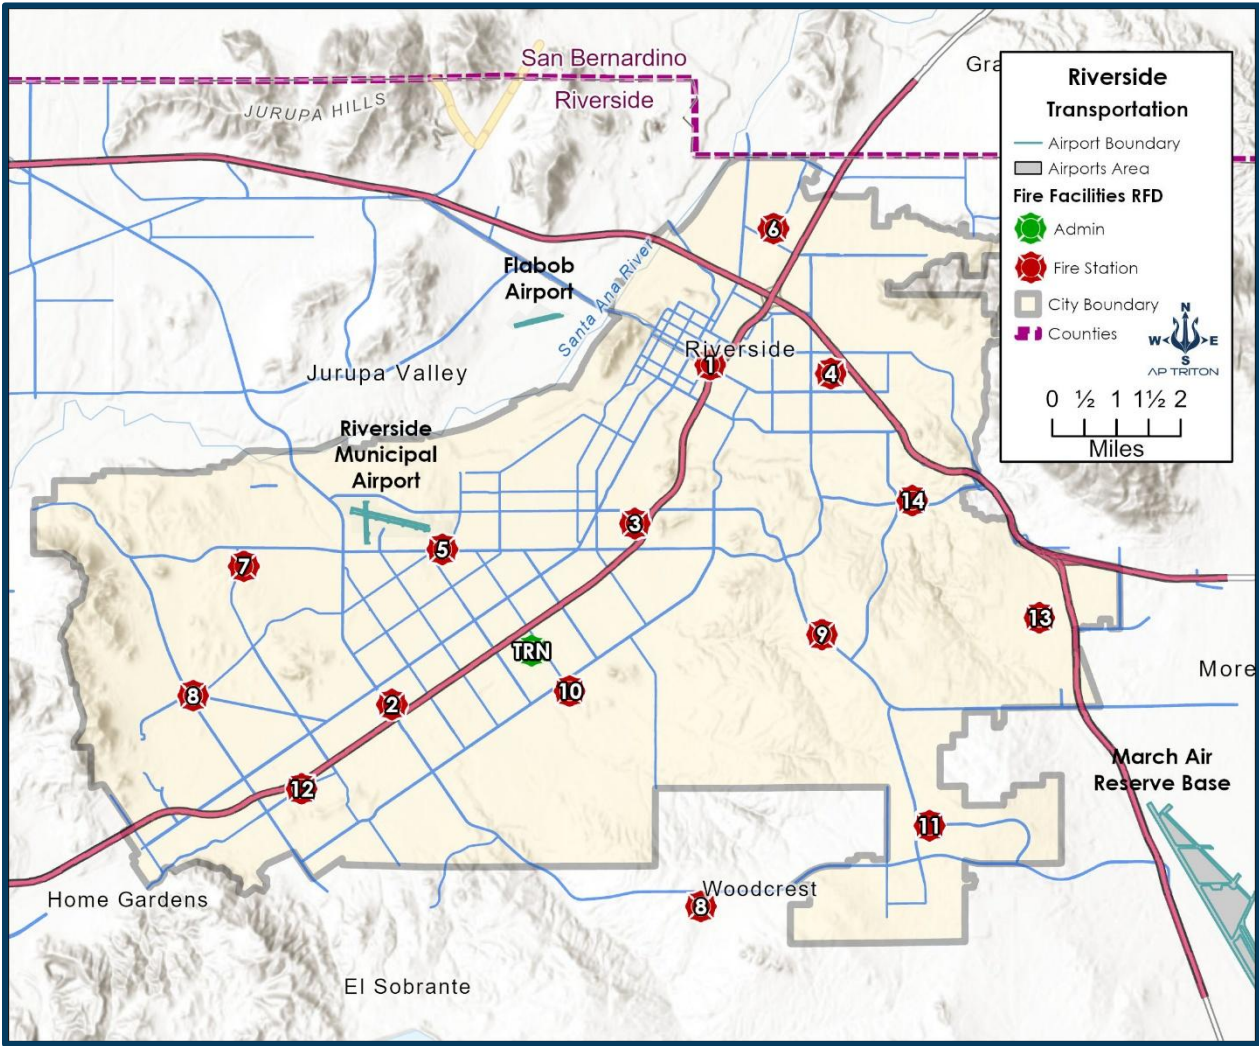 San Bernardino
Riverside
JURUPA HILLS
Gra
Riverside
Transportation
Airport Boundary
Airports Area
Fire Facilities RFD
Admin
Fire Station
City Boundary
Counties
N
W E
S
AP TRITON
0 ½ 1 1½ 2
Miles
6
Flabob
Airport
Santa Ana River
Riverside
1
4
Jurupa Valley
Riverside
Municipal
Airport
14
3
5
7
13
9
TRN
10
8
2
More
March Air
Reserve Base
12
11
Woodcrest
8
Home Gardens
El Sobrante